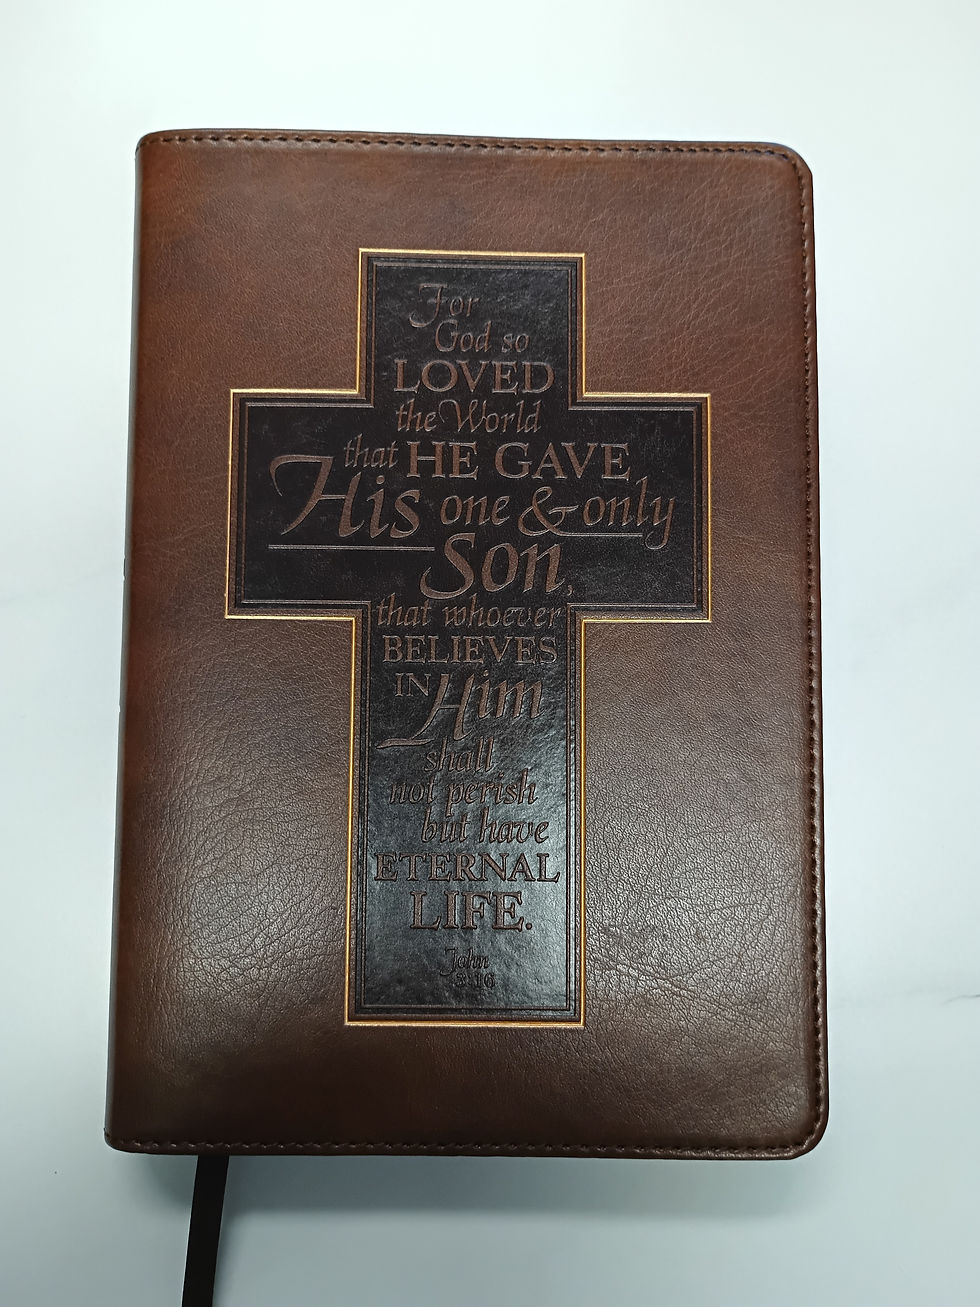 For
God so
LOVED
the World
that HE GAVE
His one & only
Son,
that whoever
BELIEVES
IN Him
shall
not perish
but have
ETERNAL
LIFE.
John
3:16